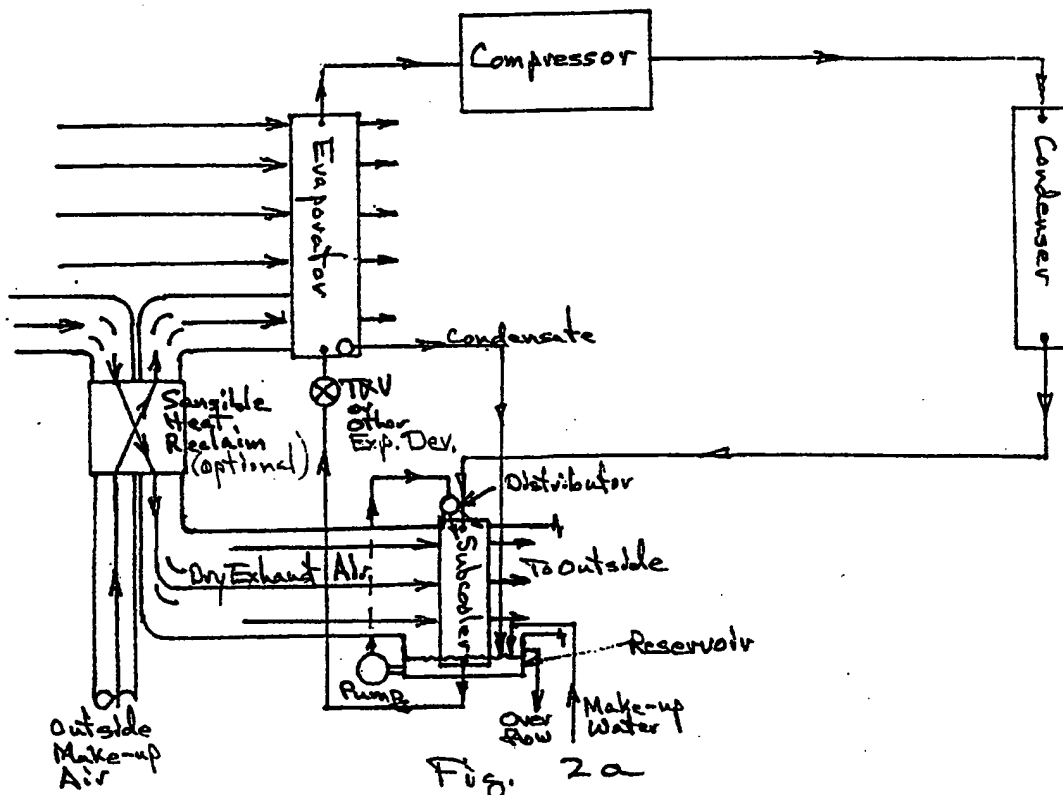 Compressor
Evaporator
Condenser
Condensate
TXV
or
Other
Exp. Dev.
Sensible
Heat
Reclaim
(optional)
Distributor
Subcooler
Dry Exhaust Air
To Outside
Reservoir
Pump
Over
flow
Make-up
Water
Outside
Make-up
Air
Fig. 2a